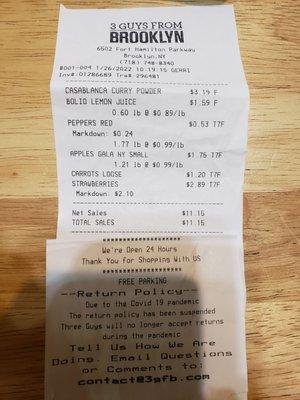 3 GUYS FROM
BROOKLYN
6502 Fort Hamilton Parkway
Brooklyn,NY
(718) 748-8340
#001-004 1/26/2022 10:19:15 GERRI
Inv#:01286689 Trx#:296481
CASABLANCA CURRY POWDER $3.19 F
BOLIO LEMON JUICE $1.59 F
0.60 lb @ $0.89/lb
PEPPERS RED $0.53 T7F
Markdown: $0.24
1.77 lb @ $0.99/lb
APPLES GALA NY SMALL $1.75 T7F
1.21 lb @ $0.99/lb
CARROTS LOOSE $1.20 T7F
STRAWBERRIES $2.89 T7F
Markdown: $2.10
Net Sales $11.15
TOTAL SALES $11.15
We're Open 24 Hours
Thank You for Shopping With US
FREE PARKING
--Return Policy--
Due to the Covid 19 pandemic
The return policy has been suspended
Three Guys will no longer accept returns
during the pandemic
Tell Us How We Are
Doing. Email Questions
or Comments to:
contact@3gfb.com